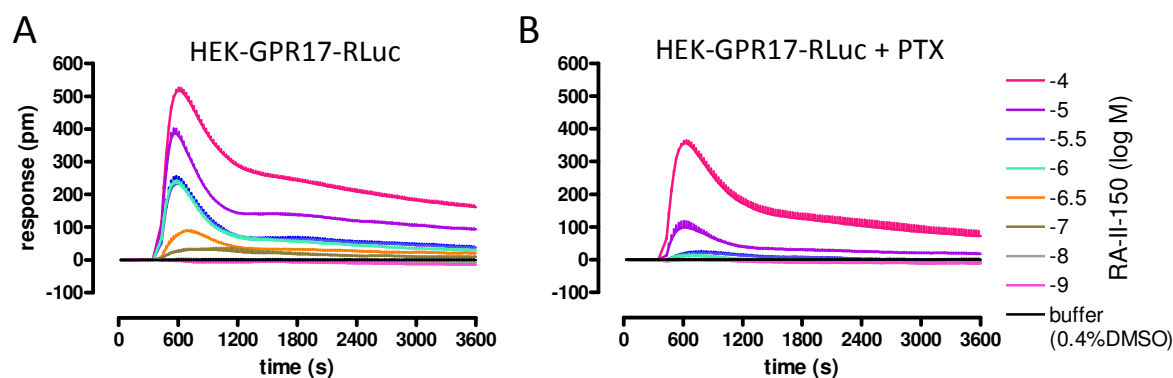 A
HEK-GPR17-RLuc
600
500
400
300
200
100
0
-100
response (pm)
0 600 1200 1800 2400 3000 3600
time (s)
B
HEK-GPR17-RLuc + PTX
600
500
400
300
200
100
0
-100
0 600 1200 1800 2400 3000 3600
time (s)
-4
-5
-5.5
-6
-6.5
-7
-8
-9
buffer
(0.4%DMSO)
RA-II-150 (log M)